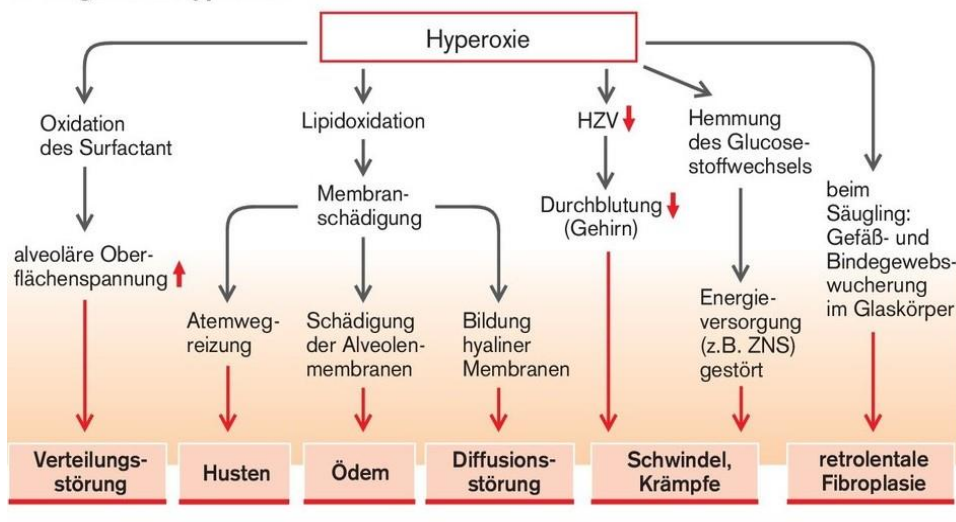 Hyperoxie
Oxidation
des Surfactant
alveoläre Ober-
flächenspannung
Verteilungs-
störung
Lipidoxidation
Membran-
schädigung
Atemweg-
reizung
Husten
Schädigung
der Alveolen-
membranen
Ödem
Bildung
hyaliner
Membranen
Diffusions-
störung
HZV
Durchblutung
(Gehirn)
Hemmung
des Glucose-
stoffwechsels
Energie-
versorgung
(z.B. ZNS)
gestört
Schwindel,
Krämpfe
beim
Säugling:
Gefäß- und
Bindegewebs-
wucherung
im Glaskörper
retrolentale
Fibroplasie